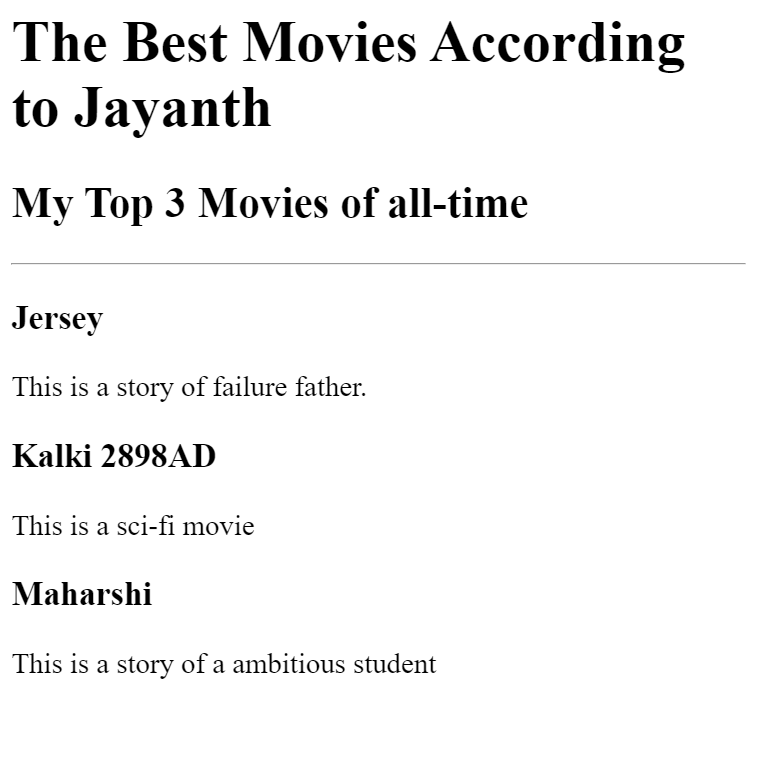 The Best Movies According
to Jayanth
My Top 3 Movies of all-time
Jersey
This is a story of failure father.
Kalki 2898AD
This is a sci-fi movie
Maharshi
This is a story of a ambitious student